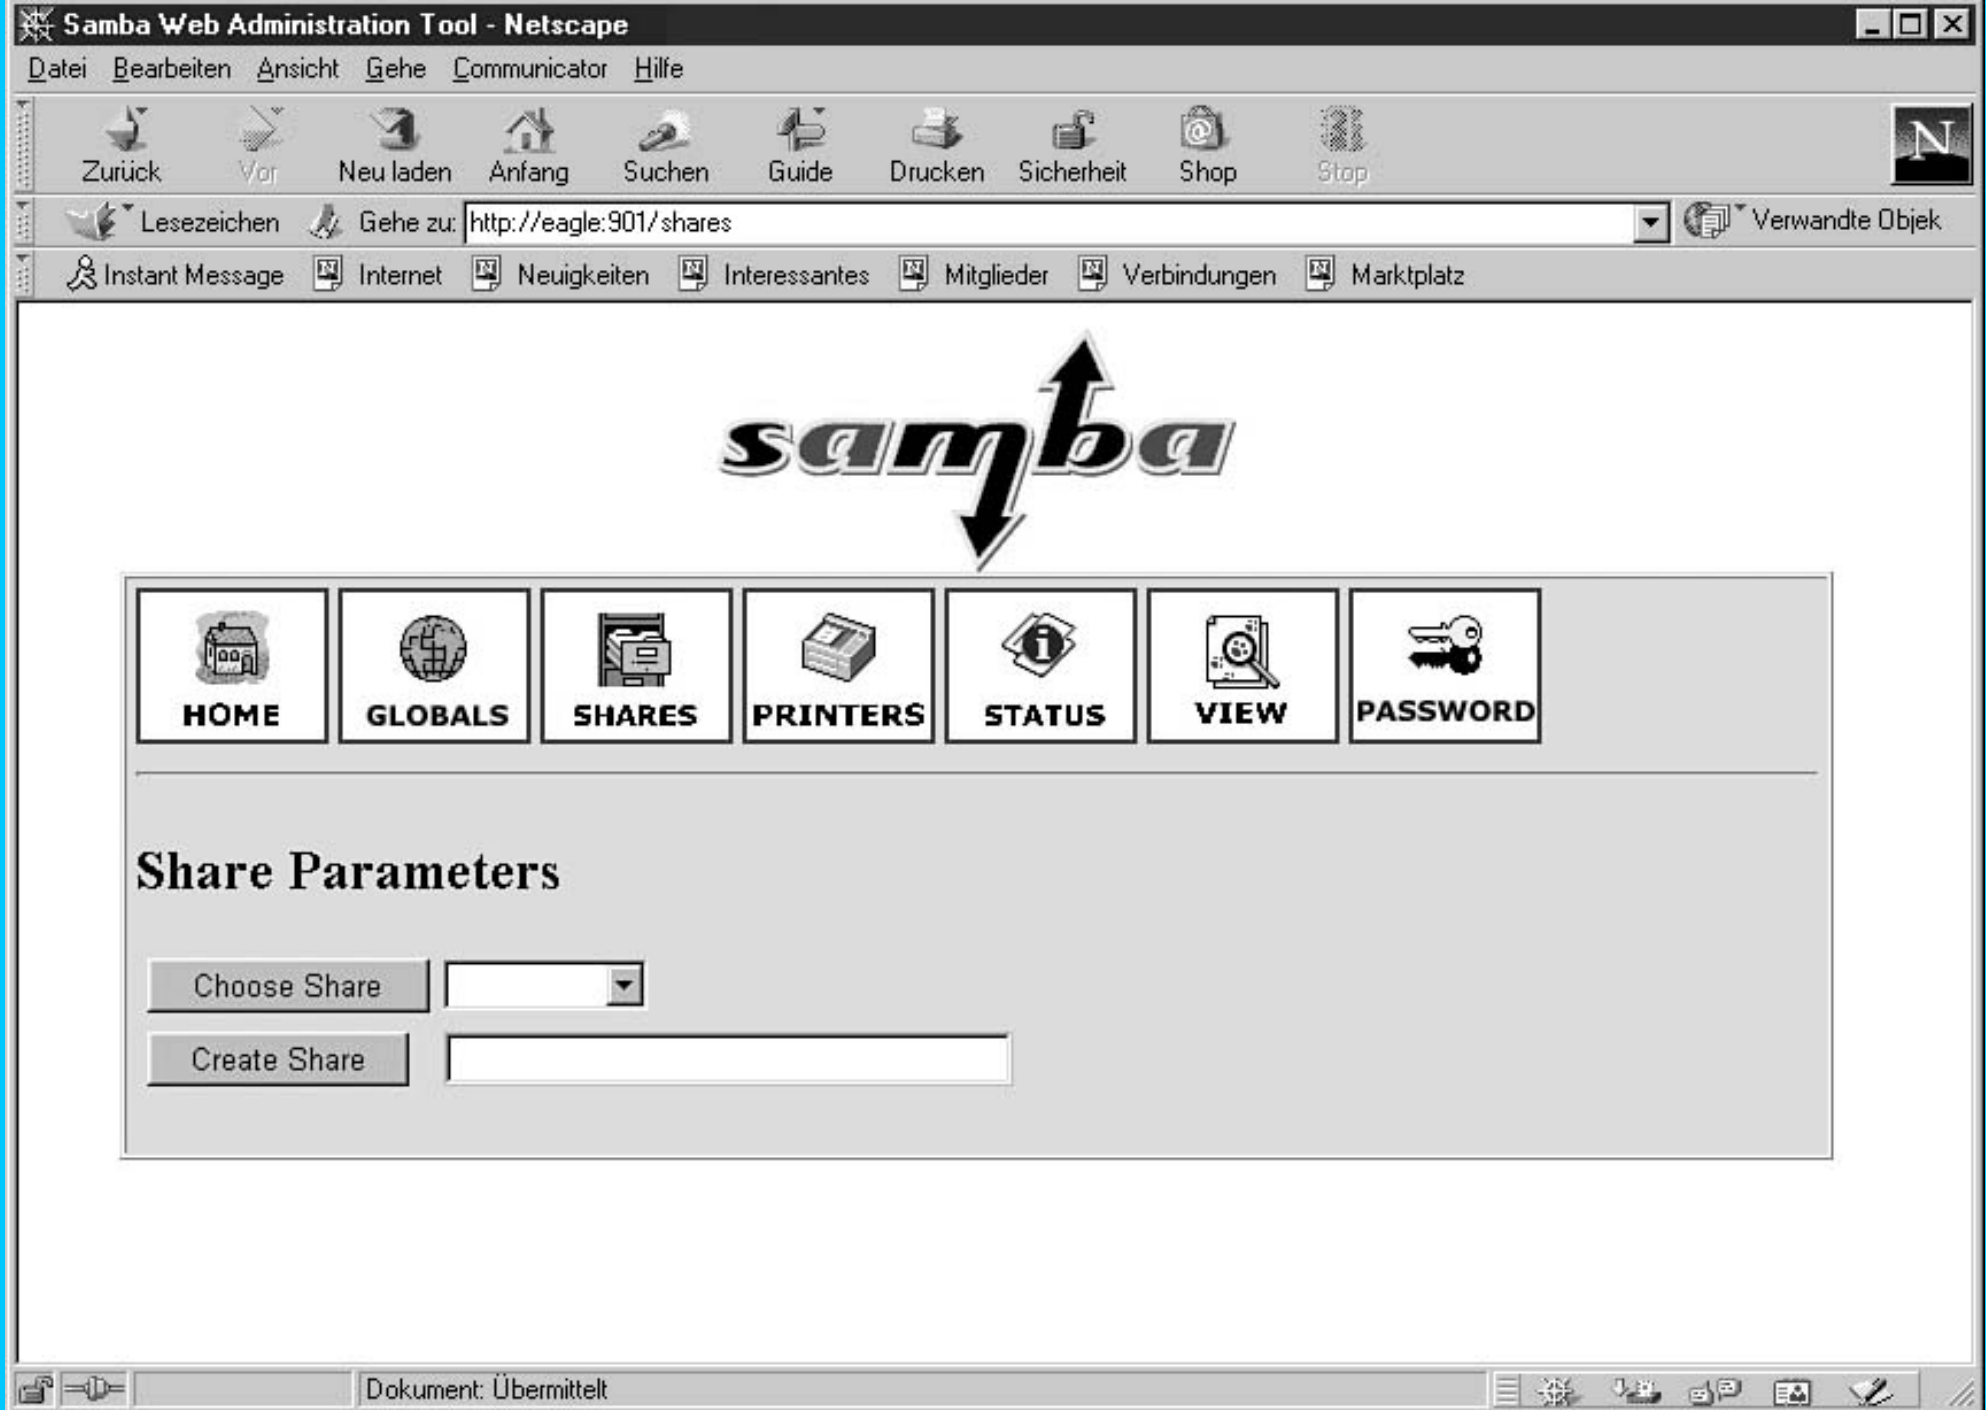 Samba Web Administration Tool - Netscape
Datei Bearbeiten Ansicht Gehe Communicator Hilfe
Zurück Vor Neu laden Anfang Suchen Guide Drucken Sicherheit Shop Stop
N
Lesezeichen Gehe zu: http://eagle:901/shares Verwandte Objek
Instant Message Internet Neuigkeiten Interessantes Mitglieder Verbindungen Marktplatz
samba
HOME GLOBALS SHARES PRINTERS STATUS VIEW PASSWORD
Share Parameters
Choose Share
Create Share
Dokument: Übermittelt